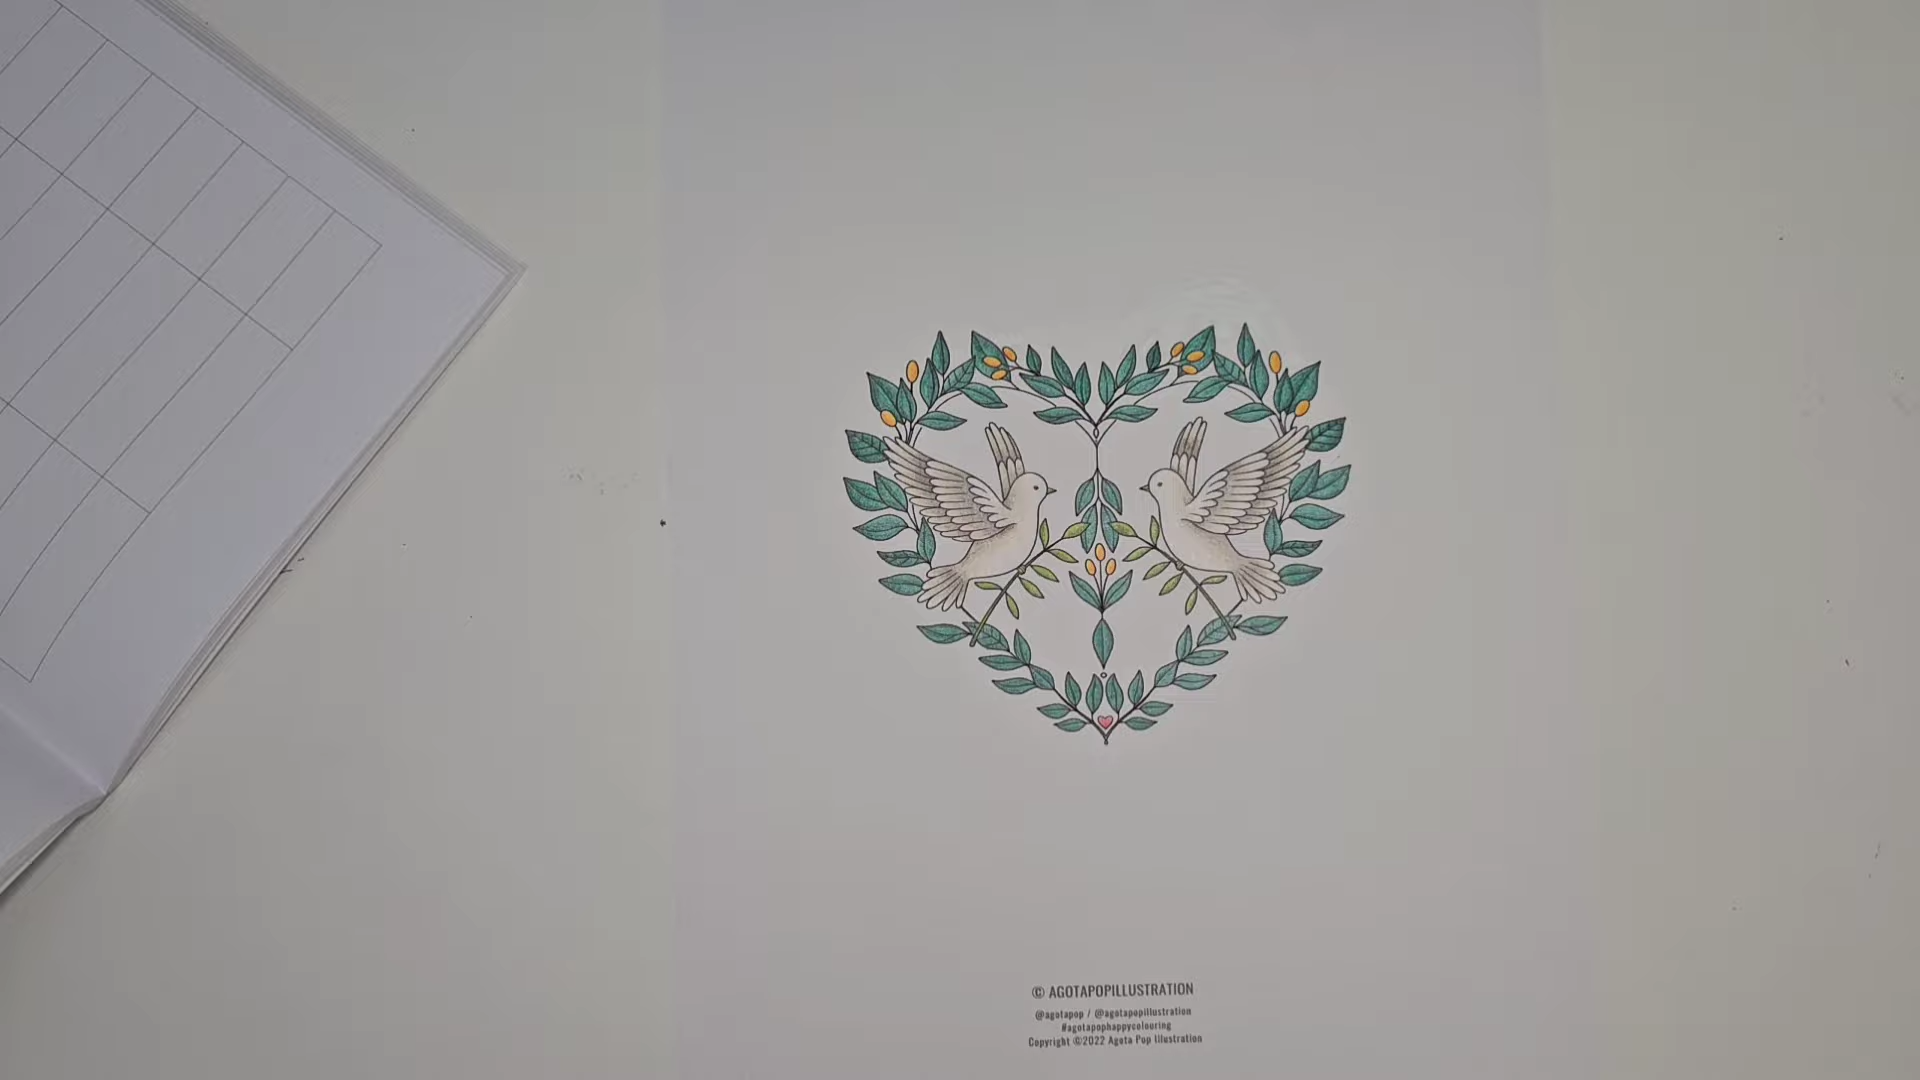 © AGOTAPOPILLUSTRATION
@agotapop / @agotapopillustration
#agotapophappycolouring
Copyright ©2022 Agota Pop Illustration